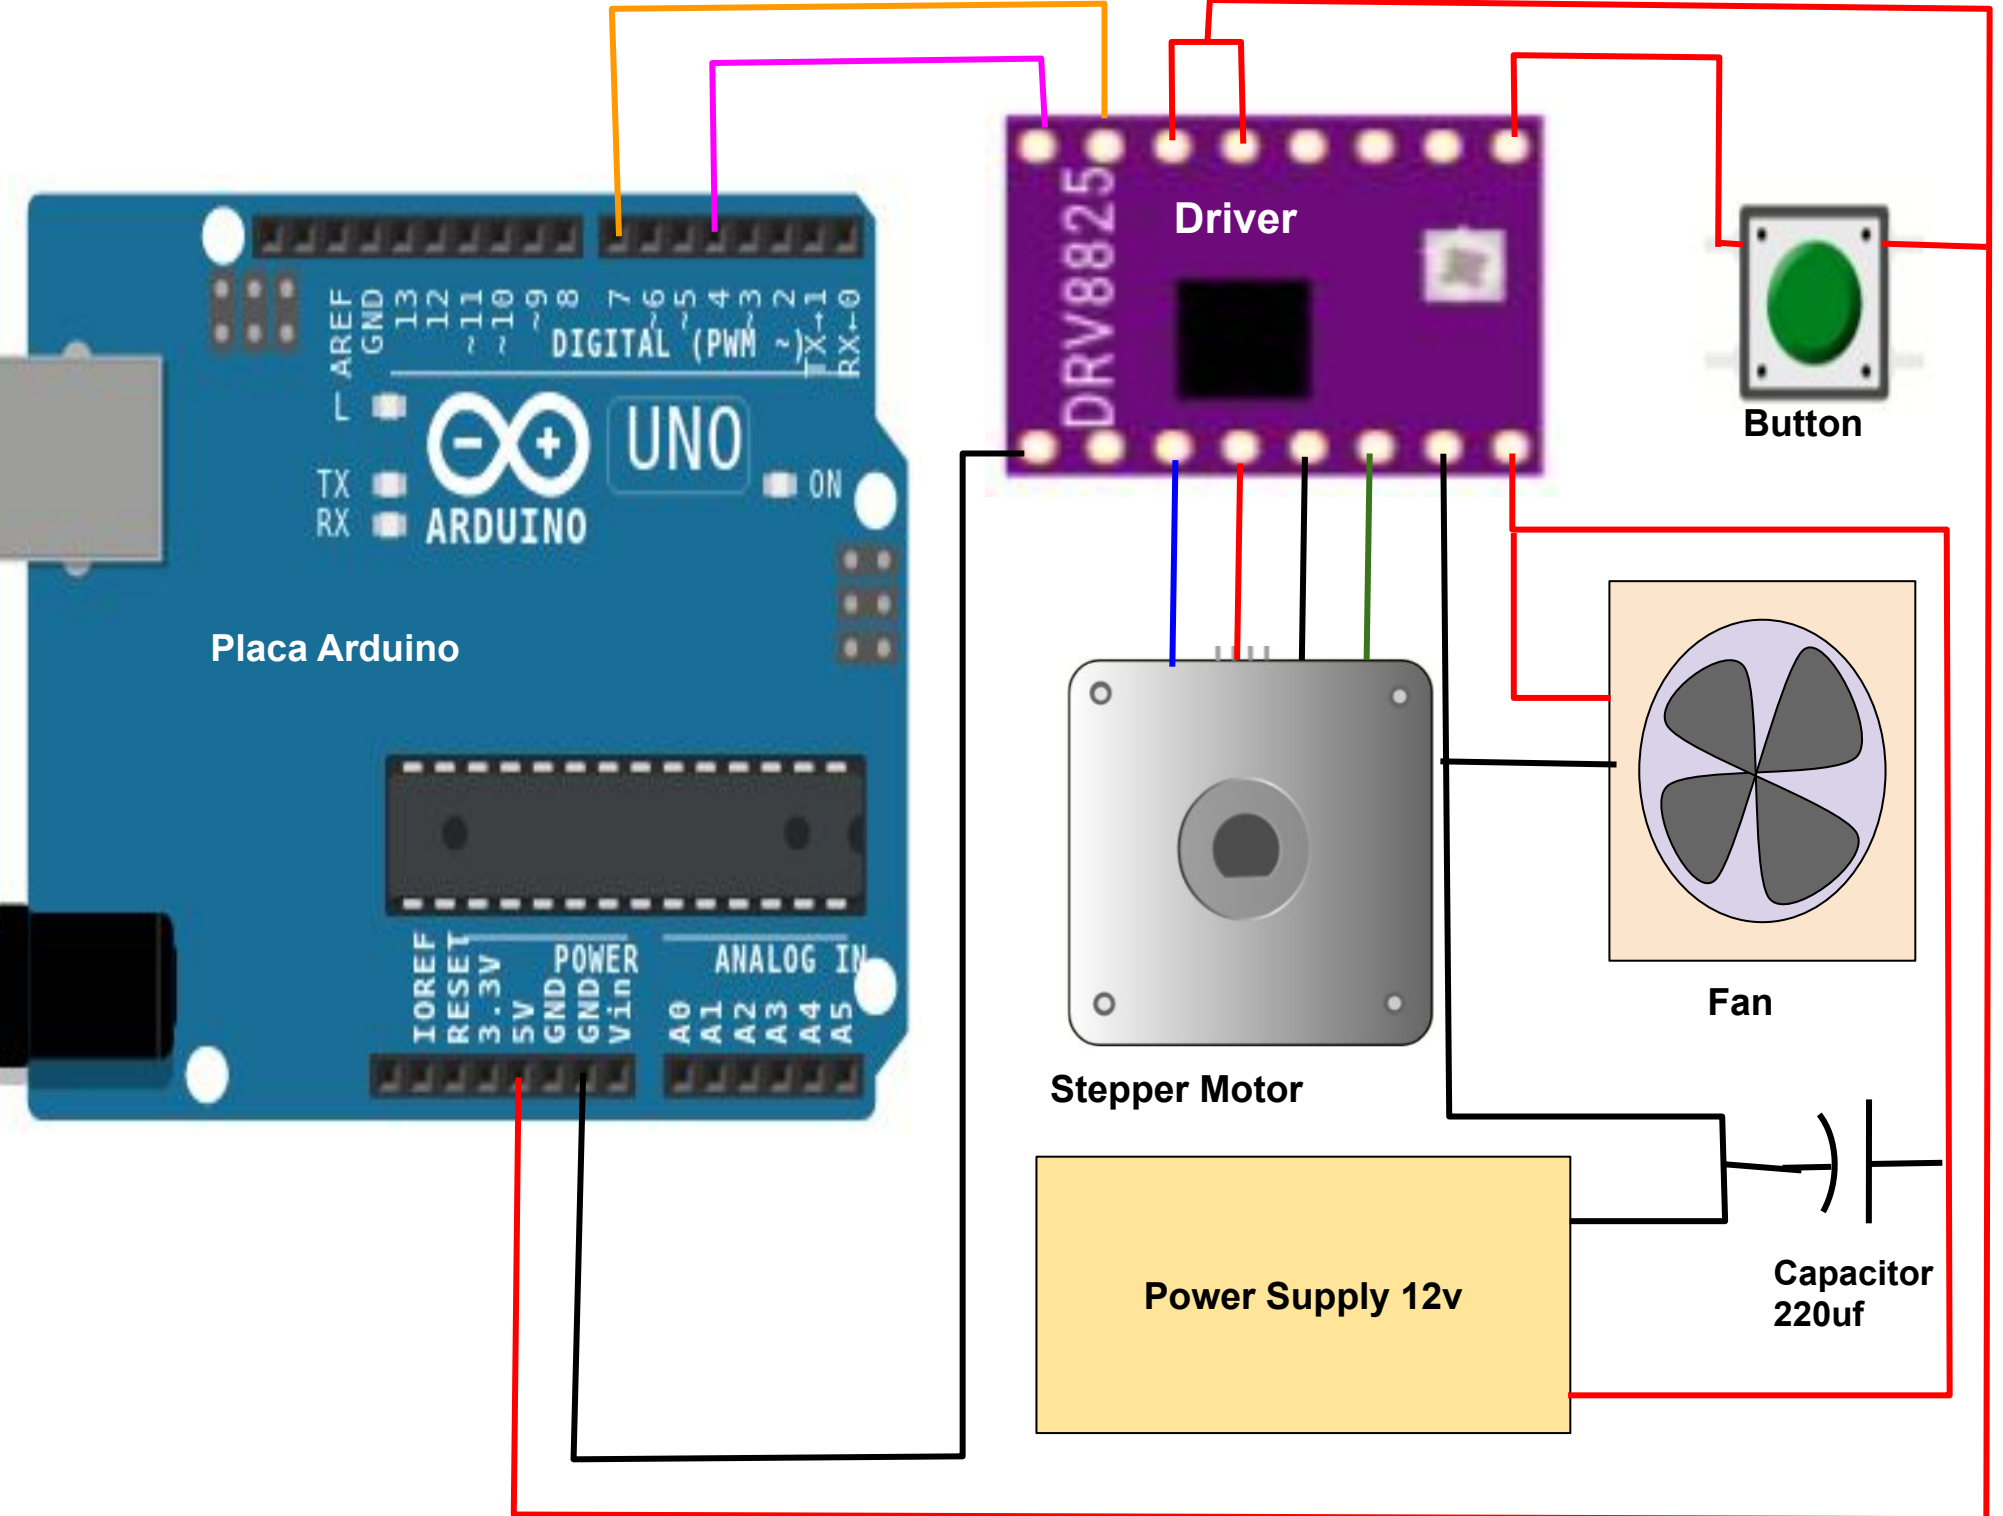 AREF
GND
13
12
~11
~10
~9
8
7
~6
~5
4
~3
2
TX→1
RX←0
DIGITAL (PWM ~)
L
TX
RX
UNO
ON
ARDUINO
Placa Arduino
IOREF
RESET
3.3V
5V
GND
GND
Vin
POWER
ANALOG IN
A0
A1
A2
A3
A4
A5
DRV8825
Driver
Button
Fan
Stepper Motor
Power Supply 12v
Capacitor
220uf